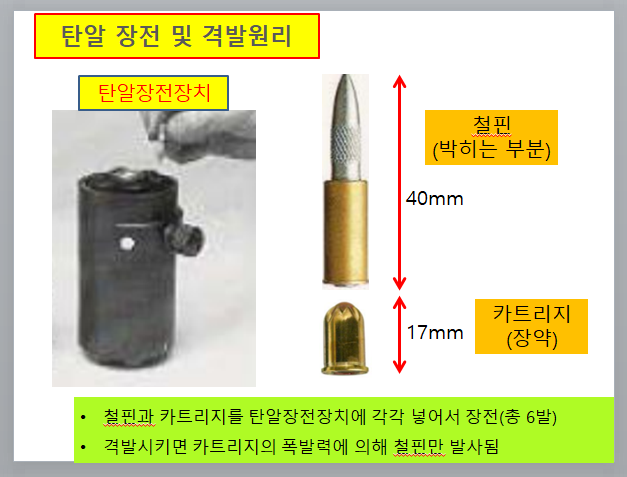 탄알 장전 및 격발원리
탄알장전장치
철핀
(박히는 부분)
40mm
카트리지
(장약)
17mm
• 철핀과 카트리지를 탄알장전장치에 각각 넣어서 장전(총 6발)
• 격발시키면 카트리지의 폭발력에 의해 철핀만 발사됨